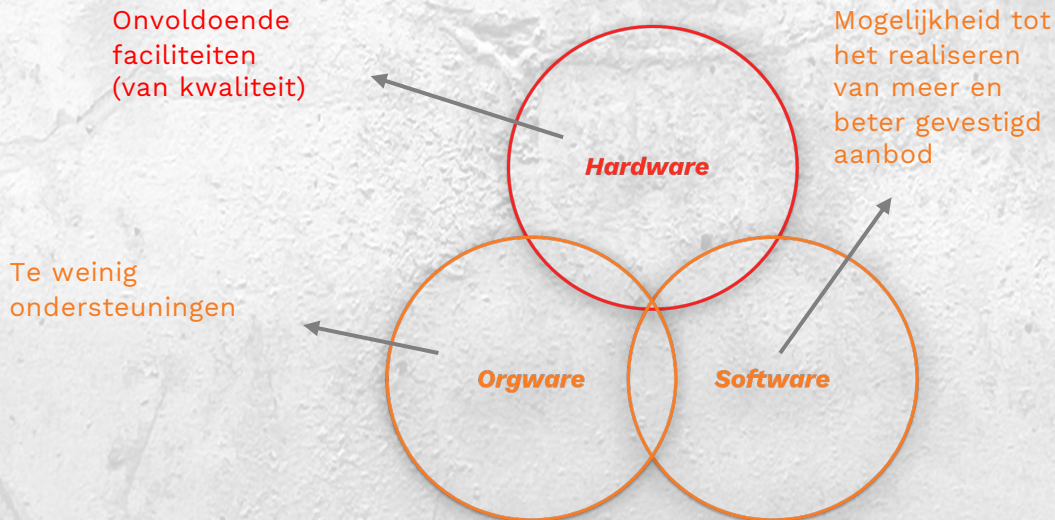 Onvoldoende
faciliteiten
(van kwaliteit)
Mogelijkheid tot
het realiseren
van meer en
beter gevestigd
aanbod
Hardware
Te weinig
ondersteuningen
Orgware
Software